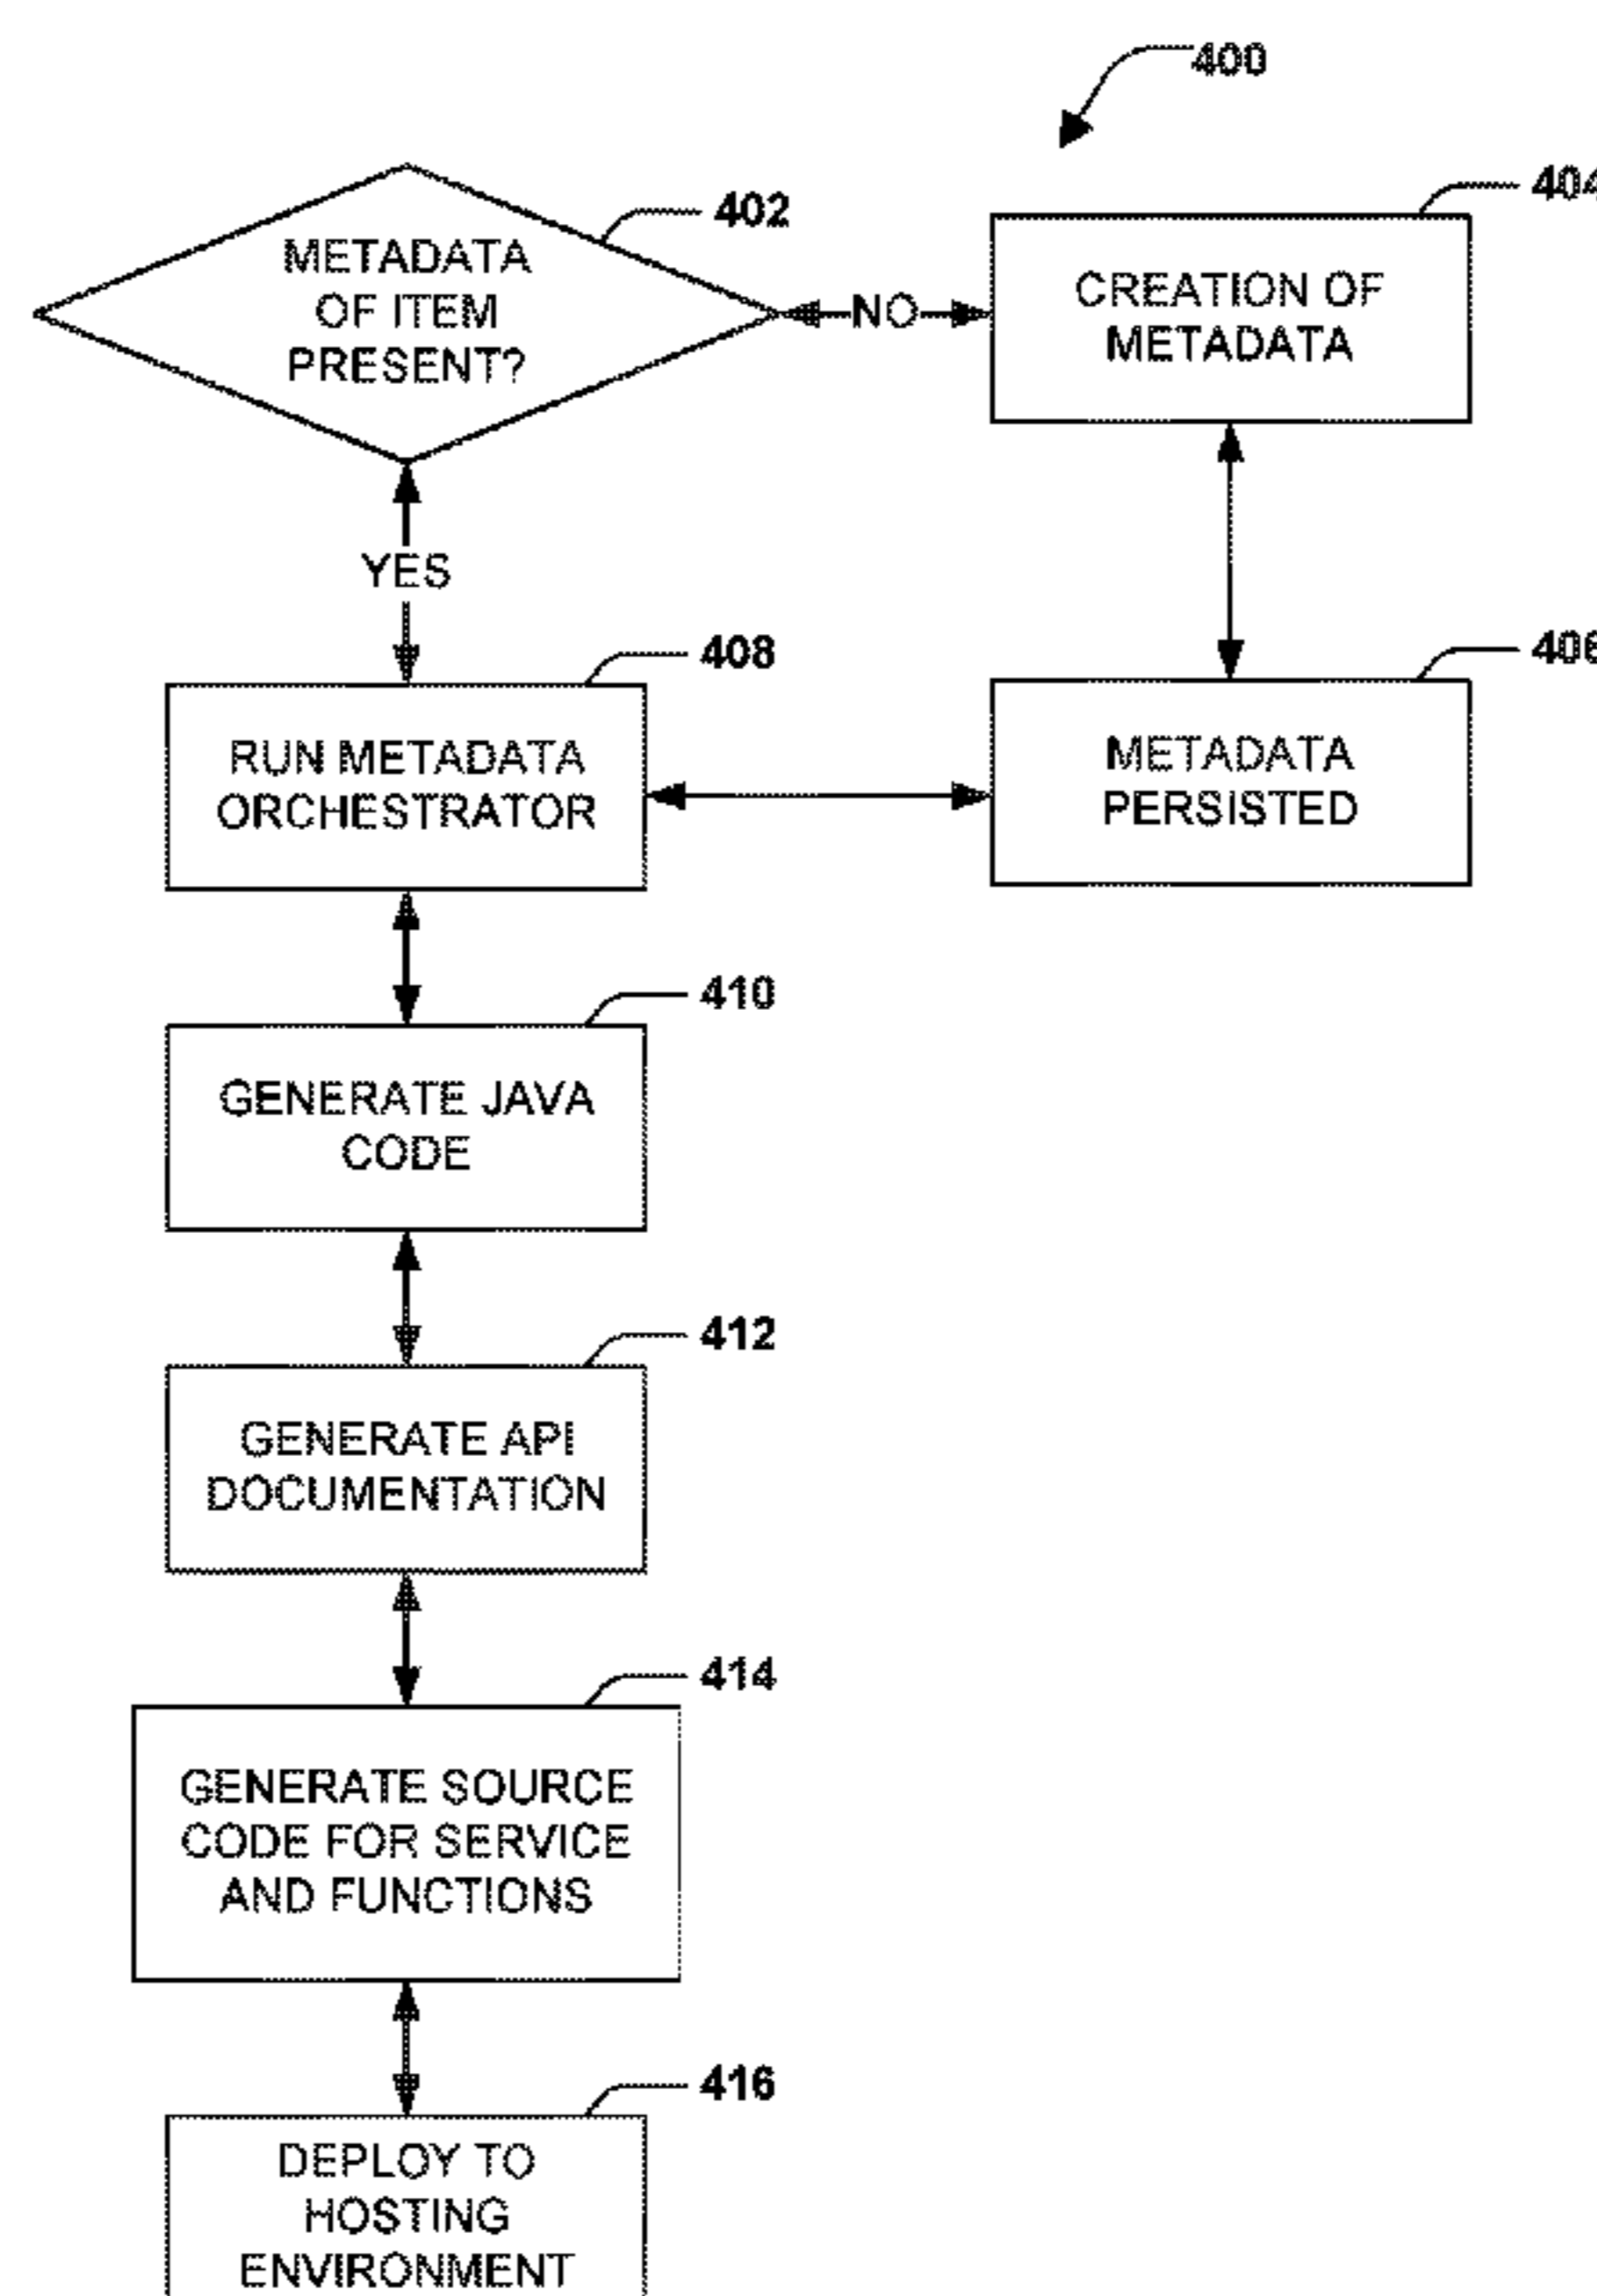 400
402
METADATA
OF ITEM
PRESENT?
NO
404
CREATION OF
METADATA
YES
408
RUN METADATA
ORCHESTRATOR
406
METADATA
PERSISTED
410
GENERATE JAVA
CODE
412
GENERATE API
DOCUMENTATION
414
GENERATE SOURCE
CODE FOR SERVICE
AND FUNCTIONS
416
DEPLOY TO
HOSTING
ENVIRONMENT